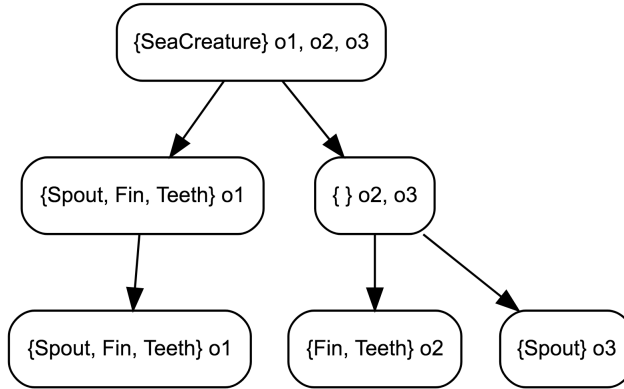 {SeaCreature} o1, o2, o3
{Spout, Fin, Teeth} o1
{ } o2, o3
{Spout, Fin, Teeth} o1
{Fin, Teeth} o2
{Spout} o3